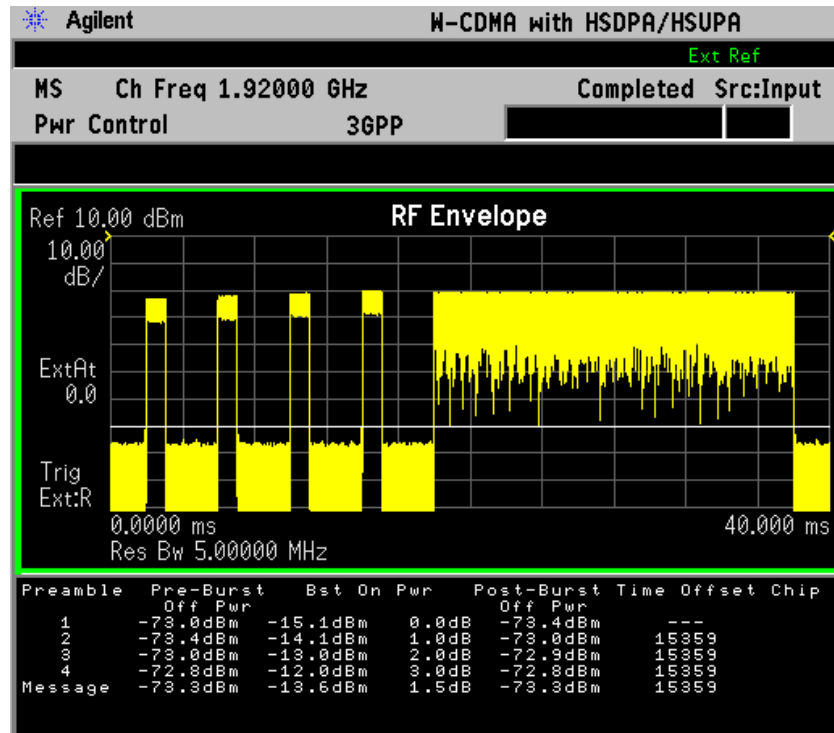 Agilent W-CDMA with HSDPA/HSUPA
Ext Ref
MS Ch Freq 1.92000 GHz Completed Src:Input
Pwr Control 3GPP
Ref 10.00 dBm RF Envelope
10.00
dB/
ExtAt
0.0
Trig
Ext:R
0.0000 ms 40.000 ms
Res Bw 5.00000 MHz
Preamble Pre-Burst Bst On Pwr Post-Burst Time Offset Chip
Off Pwr Off Pwr
1 -73.0dBm -15.1dBm 0.0dB -73.4dBm ---
2 -73.4dBm -14.1dBm 1.0dB -73.0dBm 15359
3 -73.0dBm -13.0dBm 2.0dB -72.9dBm 15359
4 -72.8dBm -12.0dBm 3.0dB -72.8dBm 15359
Message -73.3dBm -13.6dBm 1.5dB -73.3dBm 15359